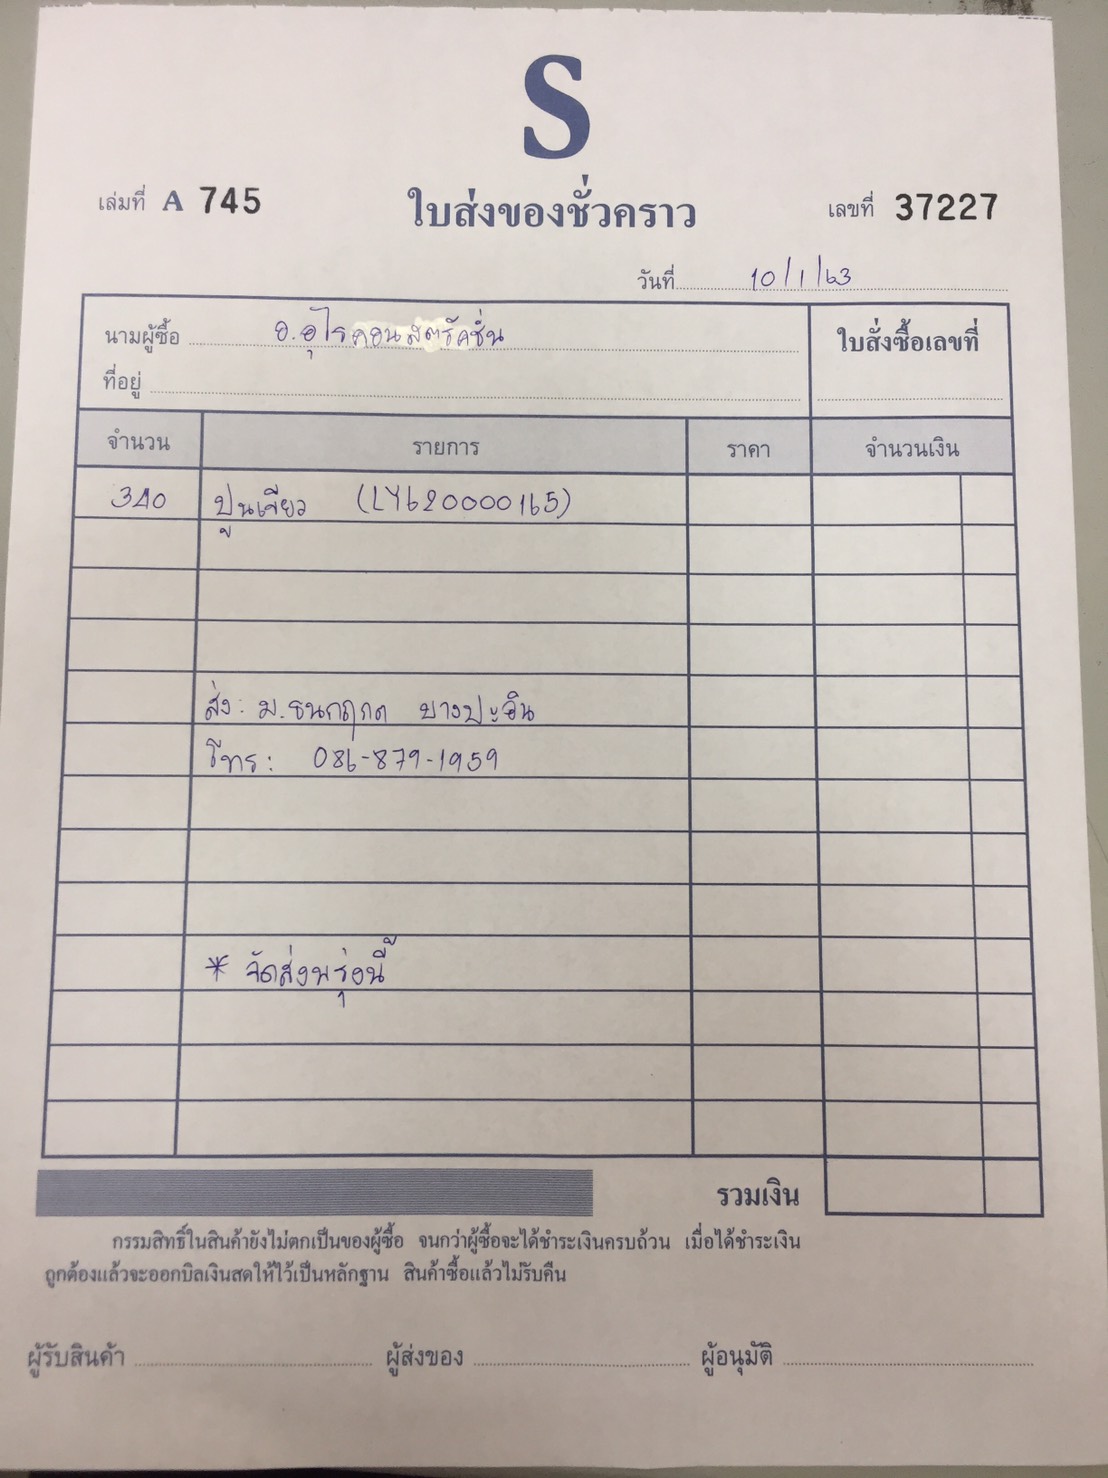 S
เล่มที่ A 745
ใบส่งของชั่วคราว
เลขที่ 37227
วันที่ 10/1/63
นามผู้ซื้อ อ.อุไรคอนสตรัคชั่น
ใบสั่งซื้อเลขที่
ที่อยู่
จำนวน รายการ ราคา จำนวนเงิน
340 ปูนเขียว (LY620000165)
ส่ง: ม.ธนกฤกด บางปะอิน
โทร: 086-879-1959
* จัดส่งพรุ่งนี้
รวมเงิน
กรรมสิทธิ์ในสินค้ายังไม่ตกเป็นของผู้ซื้อ จนกว่าผู้ซื้อจะได้ชำระเงินครบถ้วน เมื่อได้ชำระเงิน
ถูกต้องแล้วจะออกบิลเงินสดให้ไว้เป็นหลักฐาน สินค้าซื้อแล้วไม่รับคืน
ผู้รับสินค้า ผู้ส่งของ ผู้อนุมัติ